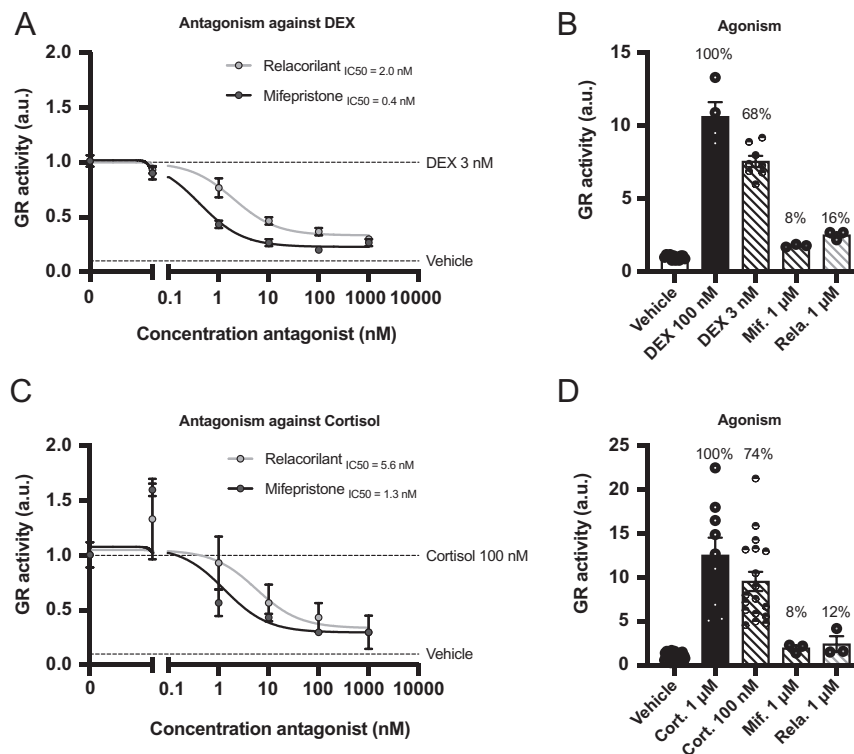 A
Antagonism against DEX
2.0
1.5
1.0
0.5
0.0
GR activity (a.u.)
Relacorilant IC50 = 2.0 nM
Mifepristone IC50 = 0.4 nM
DEX 3 nM
Vehicle
0 0.1 1 10 100 1000 10000
Concentration antagonist (nM)
B
Agonism
15
10
5
0
GR activity (a.u.)
100%
68%
8%
16%
Vehicle
DEX 100 nM
DEX 3 nM
Mif. 1 µM
Rela. 1 µM
C
Antagonism against Cortisol
2.0
1.5
1.0
0.5
0.0
GR activity (a.u.)
Relacorilant IC50 = 5.6 nM
Mifepristone IC50 = 1.3 nM
Cortisol 100 nM
Vehicle
0 0.1 1 10 100 1000 10000
Concentration antagonist (nM)
D
Agonism
25
20
15
10
5
0
GR activity (a.u.)
100%
74%
8%
12%
Vehicle
Cort. 1 µM
Cort. 100 nM
Mif. 1 µM
Rela. 1 µM